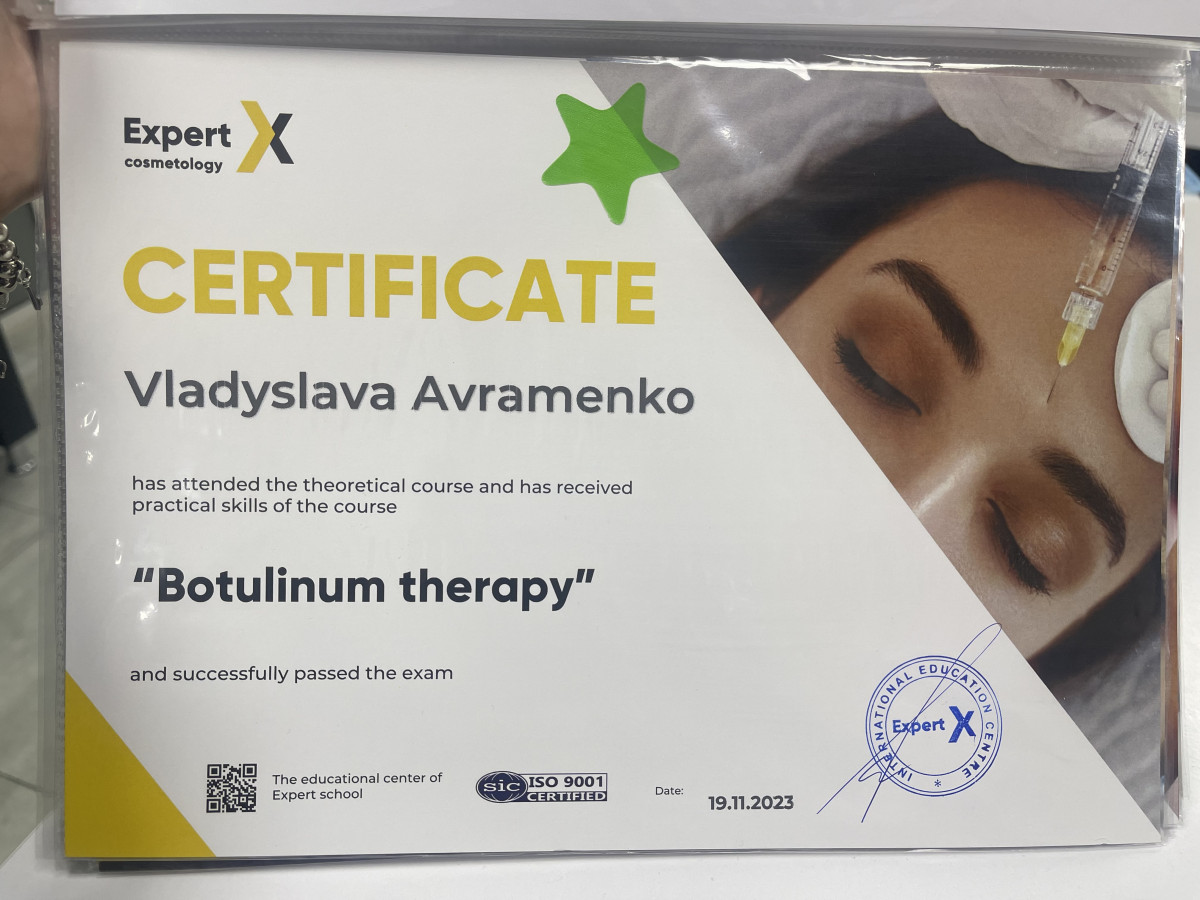 Expert X
cosmetology
CERTIFICATE
Vladyslava Avramenko
has attended the theoretical course and has received
practical skills of the course
“Botulinum therapy”
and successfully passed the exam
The educational center of
Expert school
sic ISO 9001
CERTIFIED
Date:
19.11.2023
INTERNATIONAL EDUCATION CENTRE *
Expert X